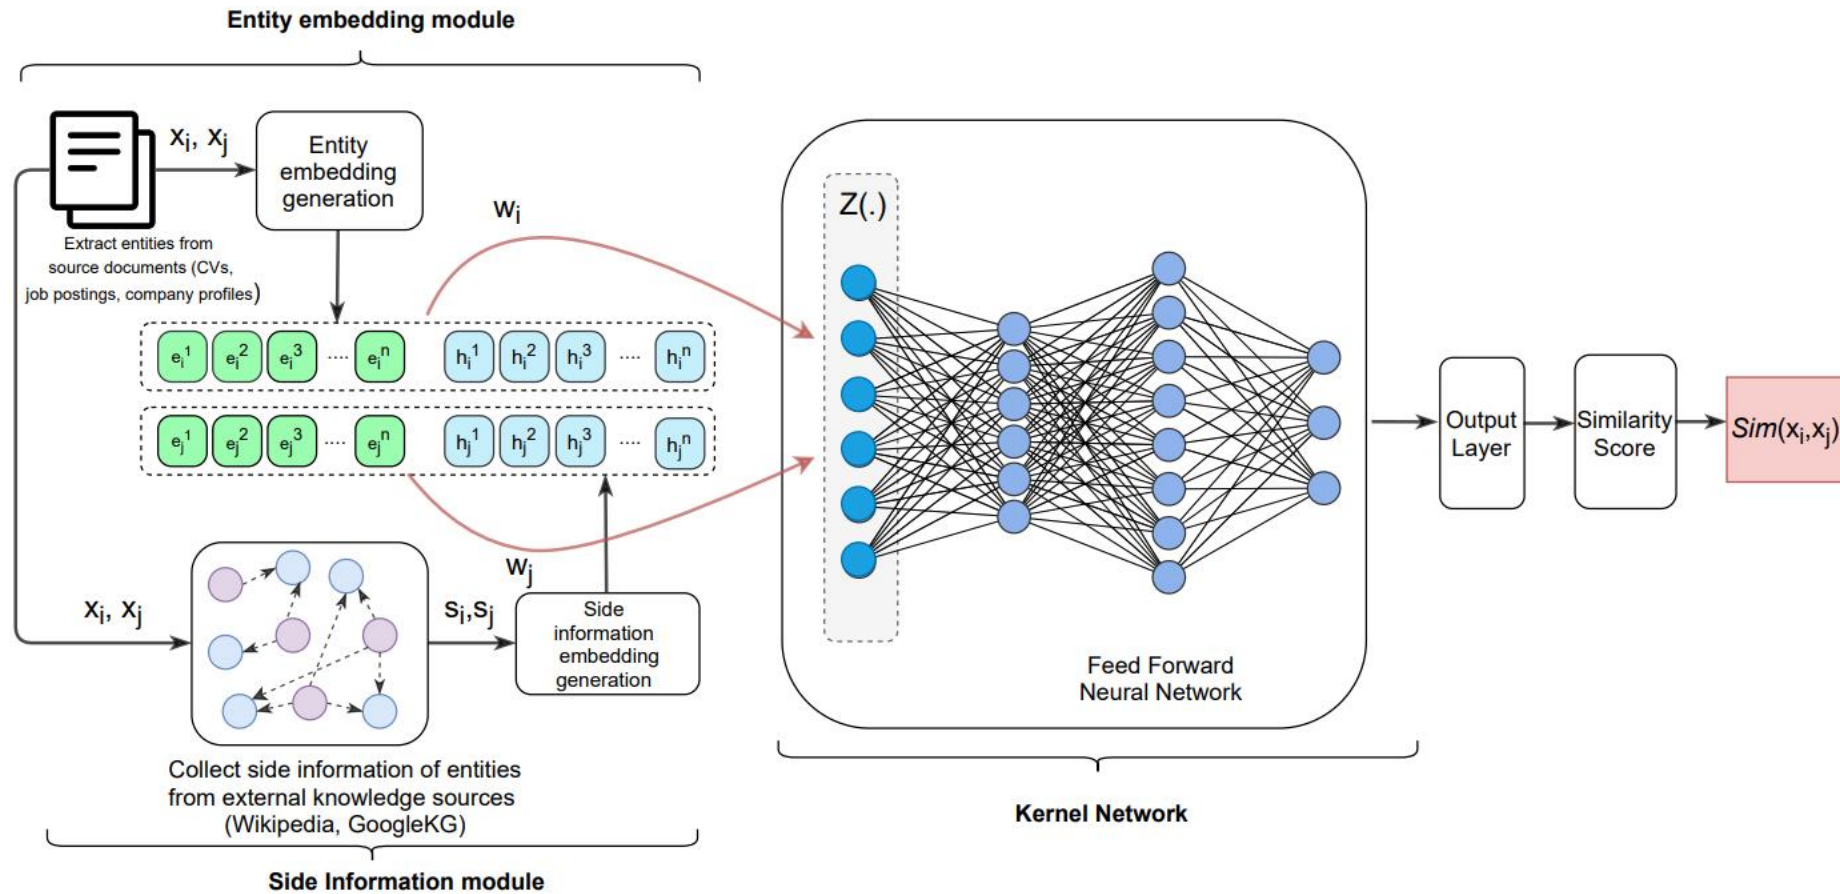 Entity embedding module
xᵢ, xⱼ
Entity
embedding
generation
Extract entities from
source documents (CVs,
job postings, company profiles)
wᵢ
eᵢ¹ eᵢ² eᵢ³ .... eᵢⁿ hᵢ¹ hᵢ² hᵢ³ .... hᵢⁿ
eⱼ¹ eⱼ² eⱼ³ .... eⱼⁿ hⱼ¹ hⱼ² hⱼ³ .... hⱼⁿ
wⱼ
xᵢ, xⱼ
sᵢ,sⱼ
Side
information
embedding
generation
Collect side information of entities
from external knowledge sources
(Wikipedia, GoogleKG)
Side Information module
Z(.)
Feed Forward
Neural Network
Kernel Network
Output
Layer
Similarity
Score
Sim(xᵢ,xⱼ)